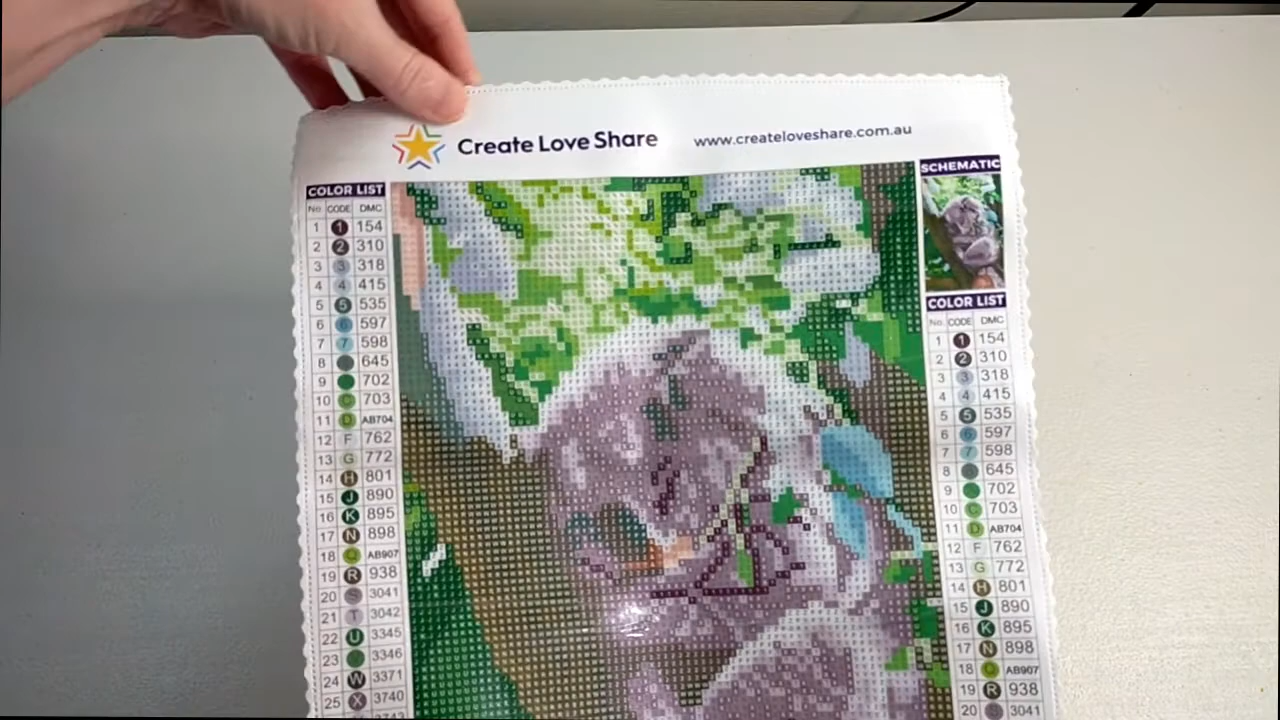 Create Love Share www.createloveshare.com.au
COLOR LIST
No. CODE DMC
1 1 154
2 2 310
3 3 318
4 4 415
5 5 535
6 6 597
7 7 598
8 645
9 702
10 C 703
11 D AB704
12 F 762
13 G 772
14 H 801
15 J 890
16 K 895
17 N 898
18 Q AB907
19 R 938
20 S 3041
21 T 3042
22 U 3345
23 3346
24 W 3371
25 X 3740
SCHEMATIC
COLOR LIST
No. CODE DMC
1 1 154
2 2 310
3 3 318
4 4 415
5 5 535
6 6 597
7 7 598
8 645
9 702
10 C 703
11 D AB704
12 F 762
13 G 772
14 H 801
15 J 890
16 K 895
17 N 898
18 Q AB907
19 R 938
20 S 3041